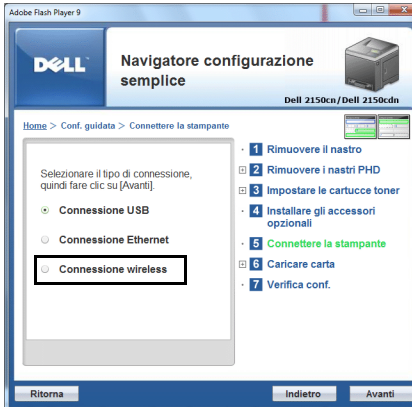 Adobe Flash Player 9
DELL
Navigatore configurazione
semplice
Dell 2150cn/Dell 2150cdn
Home > Conf. guidata > Connettere la stampante
Selezionare il tipo di connessione,
quindi fare clic su [Avanti].
Connessione USB
Connessione Ethernet
Connessione wireless
1 Rimuovere il nastro
2 Rimuovere i nastri PHD
3 Impostare le cartucce toner
4 Installare gli accessori
opzionali
5 Connettere la stampante
6 Caricare carta
7 Verifica conf.
Ritorna
Indietro
Avanti